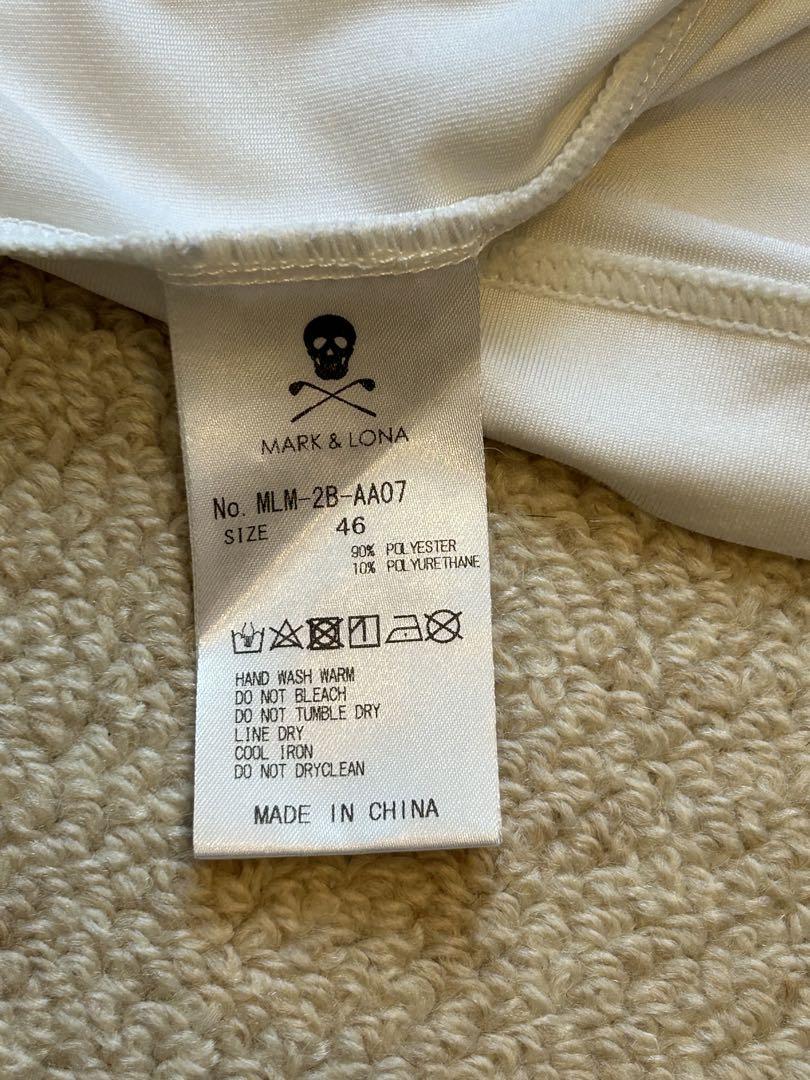 MARK & LONA
No. MLM-2B-AA07
SIZE 46
90% POLYESTER
10% POLYURETHANE
HAND WASH WARM
DO NOT BLEACH
DO NOT TUMBLE DRY
LINE DRY
COOL IRON
DO NOT DRYCLEAN
MADE IN CHINA